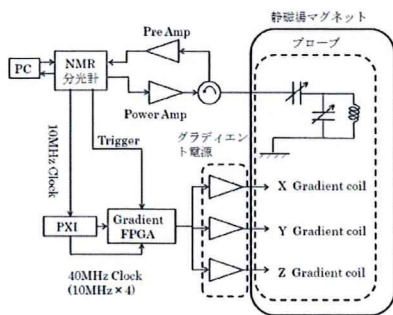 静磁場マグネット
プローブ
Pre Amp
PC
NMR
分光計
Power Amp
グラディエン
ト電源
10MHz Clock
Trigger
X Gradient coil
PXI
Gradient
FPGA
Y Gradient coil
Z Gradient coil
40MHz Clock
(10MHz×4)